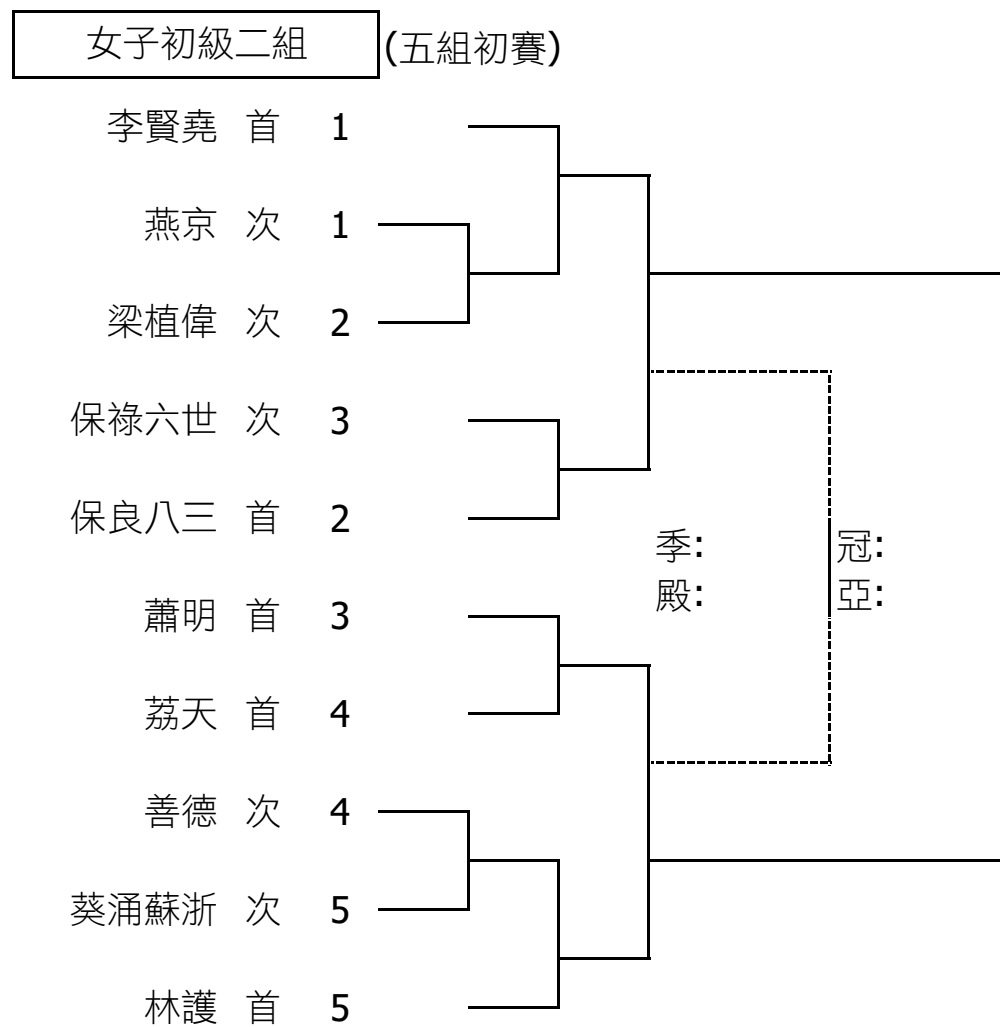 女子初級二組 (五組初賽)
李賢堯 首 1
燕京 次 1
梁植偉 次 2
保祿六世 次 3
保良八三 首 2
季: 冠:
殿: 亞:
蕭明 首 3
荔天 首 4
善德 次 4
葵涌蘇浙 次 5
林護 首 5